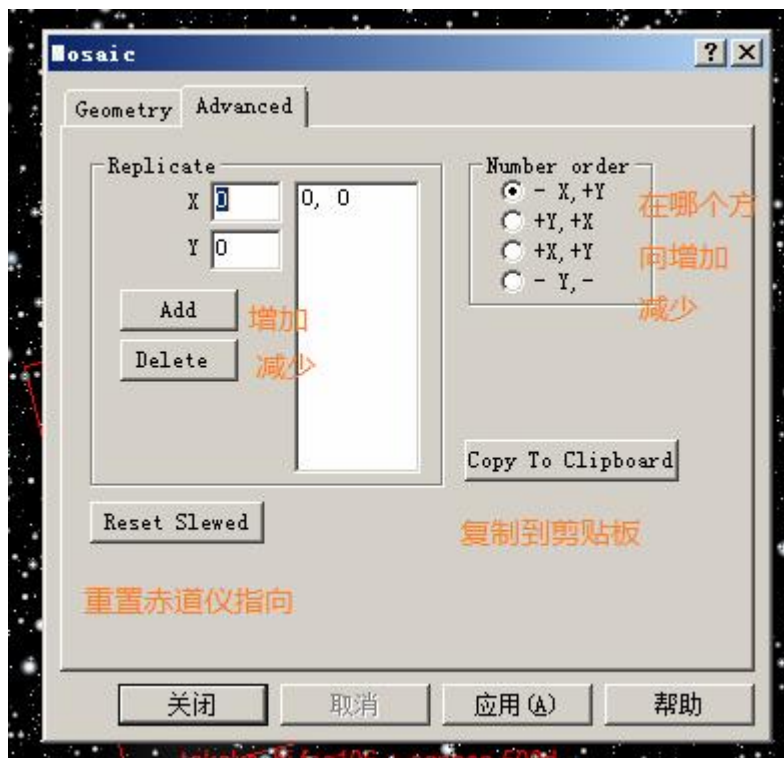 Mosaic
Geometry
Advanced
Replicate
X 0
Y 0
0, 0
Add
增加
Delete
减少
Number order
- X,+Y
+Y,+X
+X,+Y
- Y,-
在哪个方
向增加
减少
Copy To Clipboard
复制到剪贴板
Reset Slewed
重置赤道仪指向
关闭
取消
应用(A)
帮助